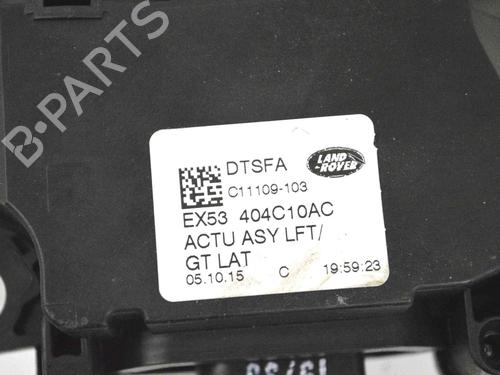 B-PARTS
DTSFA
LAND-
ROVER
C11109-103
EX53 404C10AC
ACTU ASY LFT/
GT LAT
05.10.15 C 19:59:23